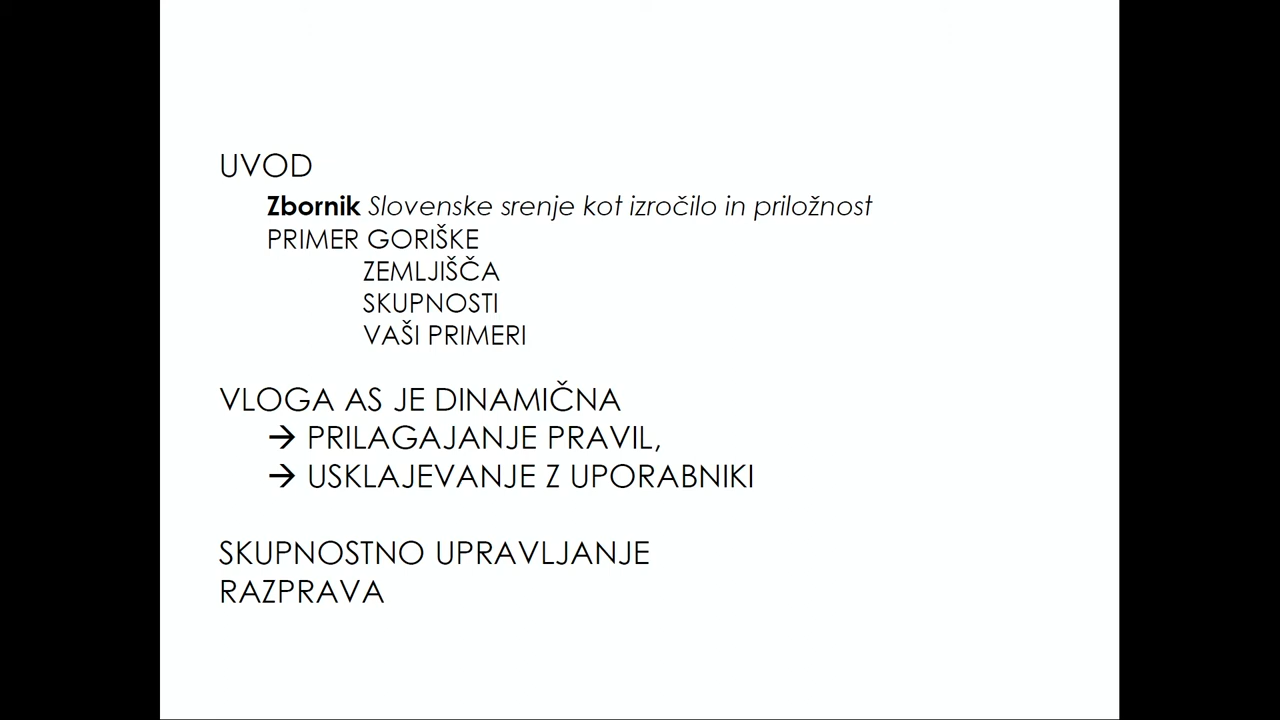 UVOD
Zbornik Slovenske srenje kot izročilo in priložnost
PRIMER GORIŠKE
ZEMLJIŠČA
SKUPNOSTI
VAŠI PRIMERI
VLOGA AS JE DINAMIČNA
→ PRILAGAJANJE PRAVIL,
→ USKLAJEVANJE Z UPORABNIKI
SKUPNOSTNO UPRAVLJANJE
RAZPRAVA